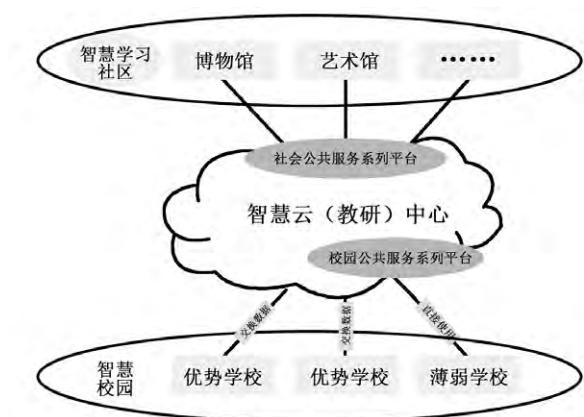 智慧学习
社区
博物馆
艺术馆
……
社会公共服务系列平台
智慧云（教研）中心
校园公共服务系列平台
交换数据
交换数据
直接使用
智慧
校园
优势学校
优势学校
薄弱学校